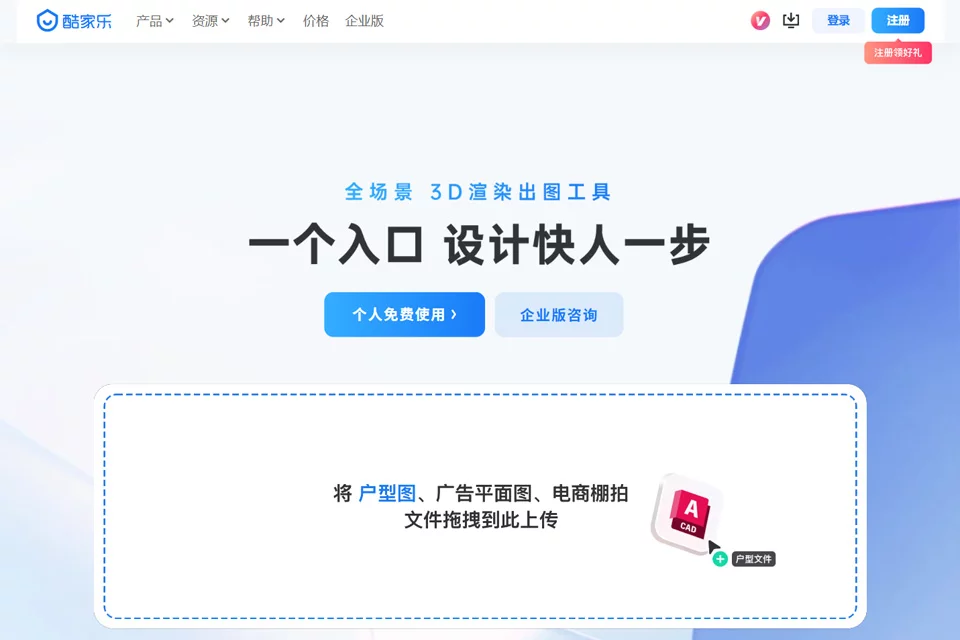 酷家乐 产品 资源 帮助 价格 企业版 登录 注册
注册领好礼
全场景 3D渲染出图工具
一个入口 设计快人一步
个人免费使用 企业版咨询
将 户型图、广告平面图、电商棚拍
文件拖拽到此上传
A
CAD
户型文件